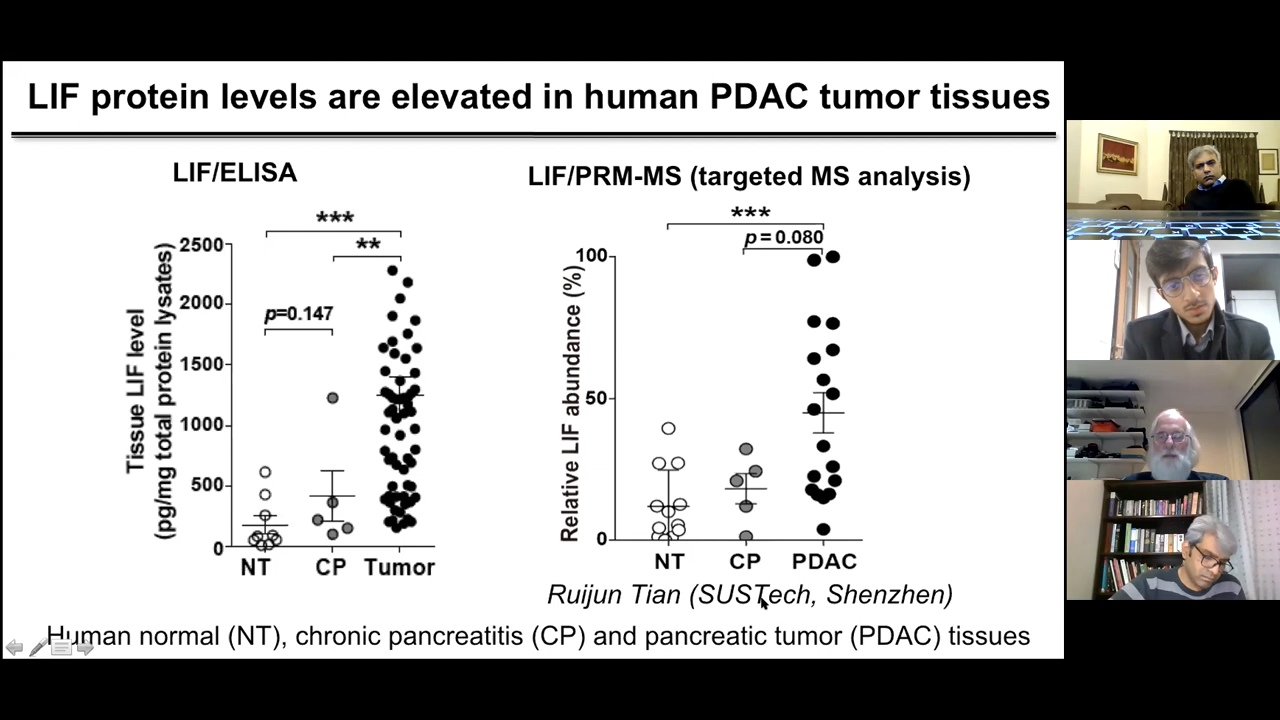 LIF protein levels are elevated in human PDAC tumor tissues
LIF/ELISA
***
**
p=0.147
Tissue LIF level
(pg/mg total protein lysates)
2500
2000
1500
1000
500
0
NT CP Tumor
LIF/PRM-MS (targeted MS analysis)
***
p = 0.080
Relative LIF abundance (%)
100
50
0
NT CP PDAC
Ruijun Tian (SUSTech, Shenzhen)
Human normal (NT), chronic pancreatitis (CP) and pancreatic tumor (PDAC) tissues